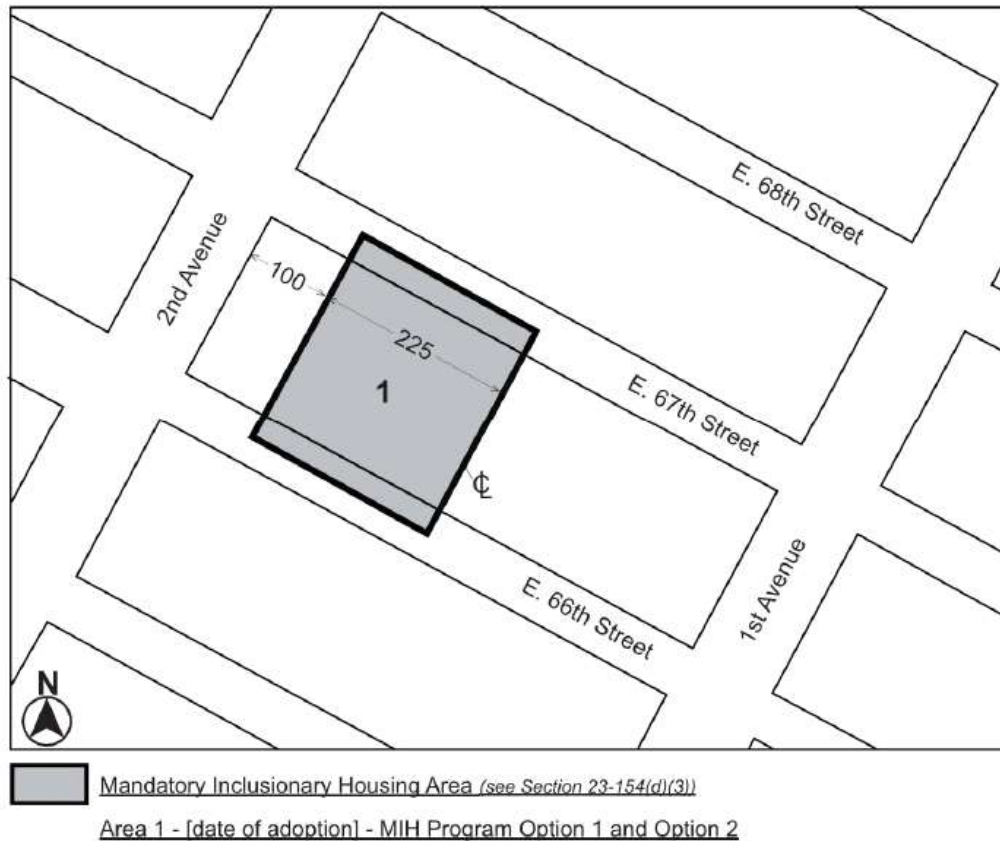 E. 68th Street
2nd Avenue
100
225
1
E. 67th Street
℄
E. 66th Street
1st Avenue
N
Mandatory Inclusionary Housing Area (see Section 23-154(d)(3))
Area 1 - [date of adoption] - MIH Program Option 1 and Option 2